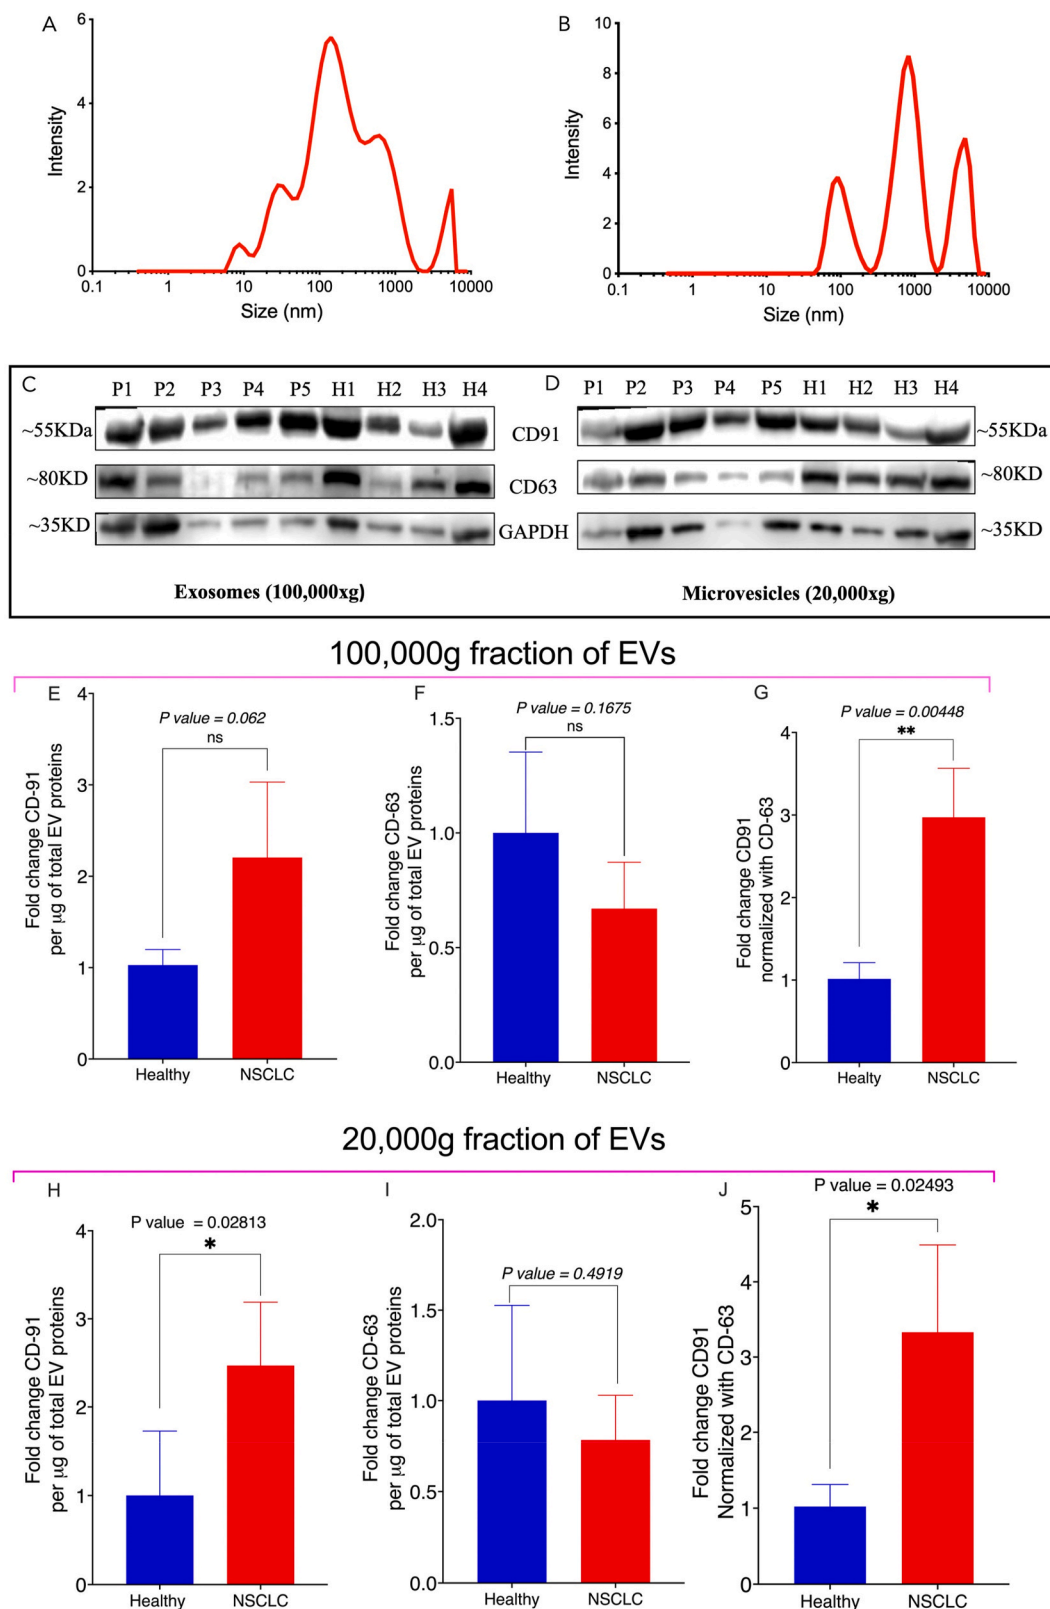 A
B
6
4
2
0
Intensity
0.1 1 10 100 1000 10000
Size (nm)
10
8
6
4
2
0
Intensity
0.1 1 10 100 1000 10000
Size (nm)
C P1 P2 P3 P4 P5 H1 H2 H3 H4
D P1 P2 P3 P4 P5 H1 H2 H3 H4
~55KDa CD91 ~55KDa
~80KD CD63 ~80KD
~35KD GAPDH ~35KD
Exosomes (100,000xg)
Microvesicles (20,000xg)
100,000g fraction of EVs
E
P value = 0.062
ns
Fold change CD-91
per μg of total EV proteins
4
3
2
1
0
Healthy NSCLC
F
P value = 0.1675
ns
Fold change CD-63
per μg of total EV proteins
1.5
1.0
0.5
0.0
Healthy NSCLC
G
P value = 0.00448
**
Fold change CD91
normalized with CD-63
4
3
2
1
0
Healty NSCLC
20,000g fraction of EVs
H
P value = 0.02813
*
Fold change CD-91
per μg of total EV proteins
4
3
2
1
0
Healthy NSCLC
I
P value = 0.4919
Fold change CD-63
per μg of total EV proteins
2.0
1.5
1.0
0.5
0.0
Healthy NSCLC
J
P value = 0.02493
*
Fold change CD91
Normalized with CD-63
5
4
3
2
1
0
Healthy NSCLC